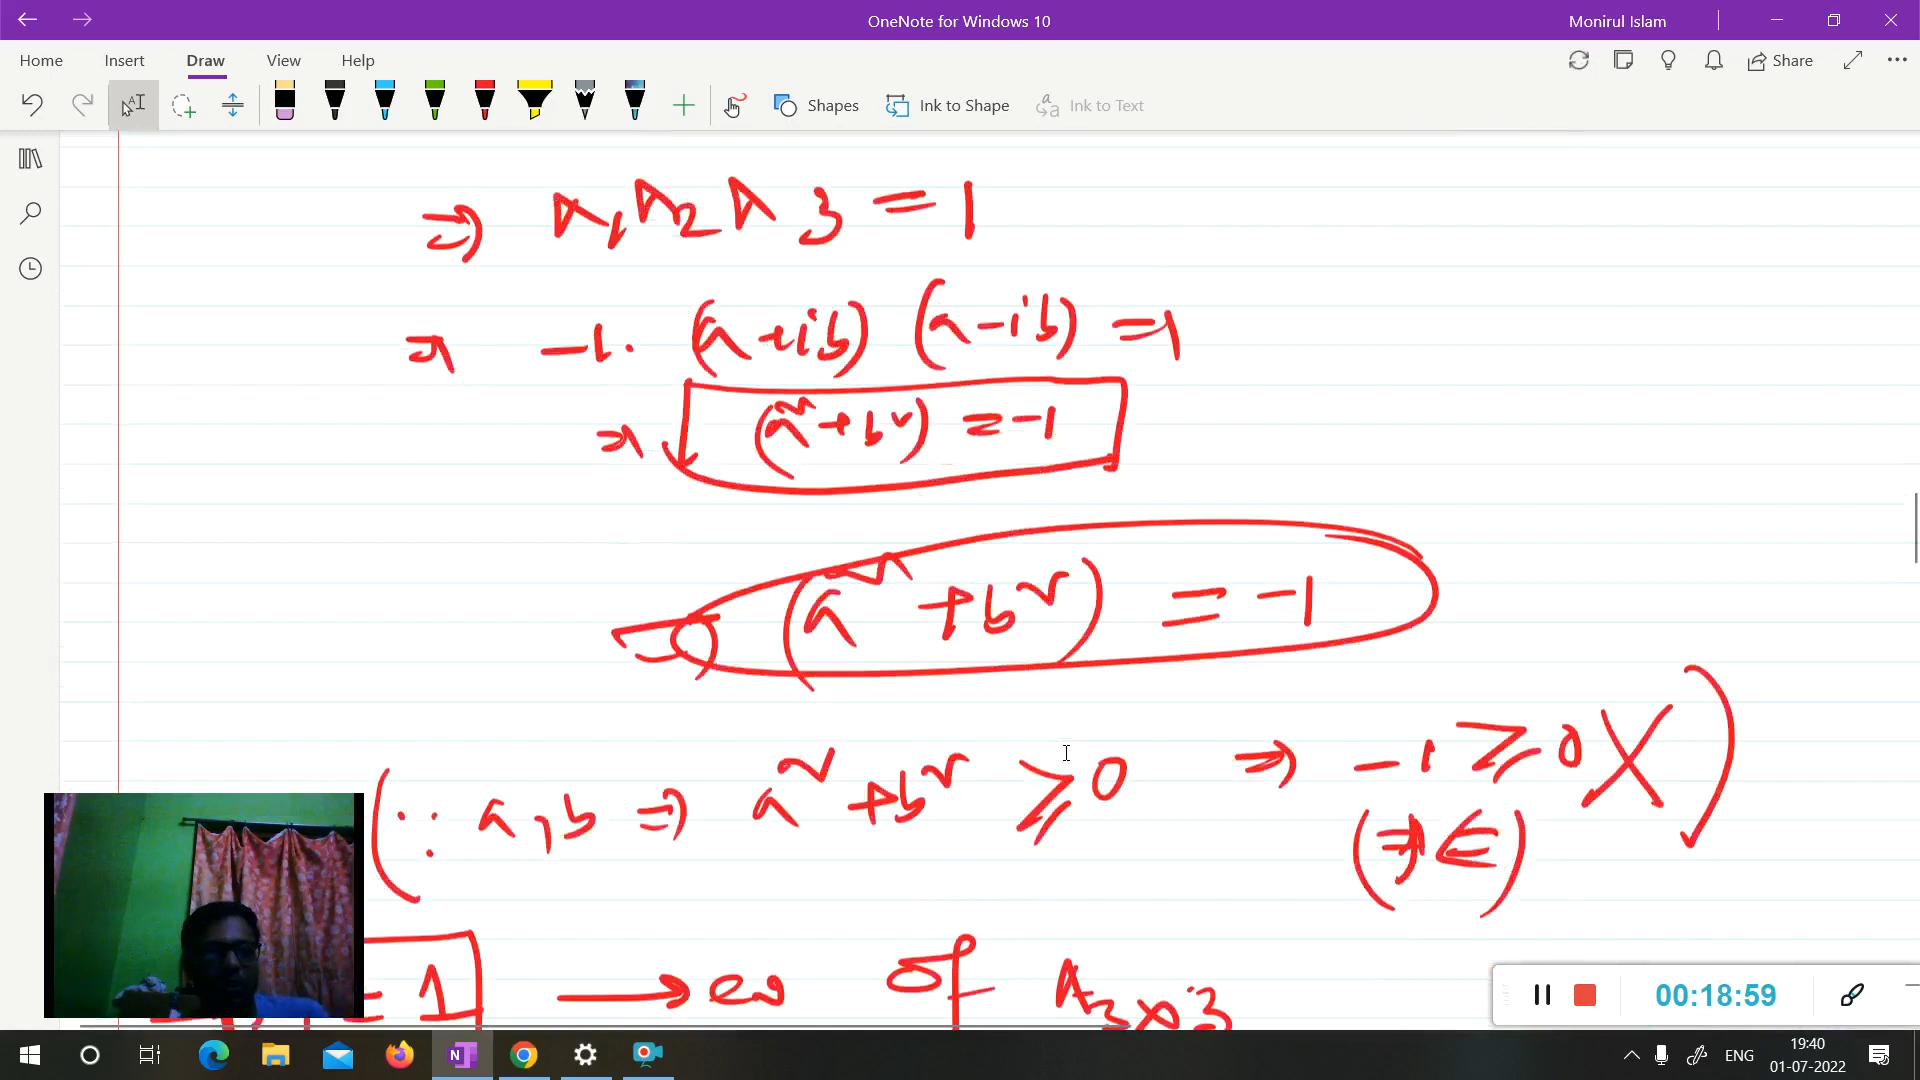 OneNote for Windows 10
Monirul Islam
Home Insert Draw View Help
Share
Shapes Ink to Shape Ink to Text
⇒ λ₁λ₂λ₃ = 1
⇒ -1. (a+ib) (a-ib) = 1
⇒ (a²+b²) = -1
(a²+b²) = -1
(∵ a,b ⇒ a²+b² ≥ 0 ⇒ -1 ≥ 0 X)
(⇒⇐)
= 1 → ev of A₃ₓ₃
00:18:59
ENG
19:40
01-07-2022